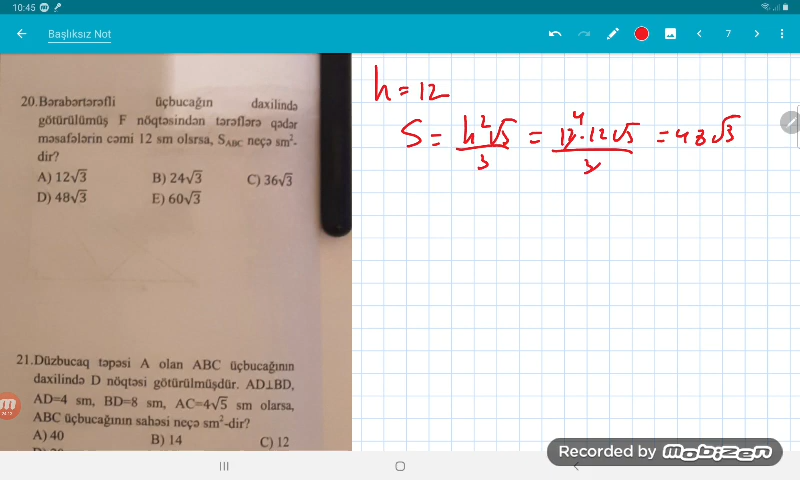 10:45
Başlıksız Not
7
20.Bərabərtərəfli üçbucağın daxilində
götürülümüş F nöqtəsindən tərəflərə qədər
məsafələrin cəmi 12 sm olsrsa, S_ABC neçə sm²-
dir?
A) 12√3 B) 24√3 C) 36√3
D) 48√3 E) 60√3
h = 12
S = h²√3/3 = 12·12√3/3 = 48√3
4
21.Düzbucaq təpəsi A olan ABC üçbucağının
daxilində D nöqtəsi götürülmüşdür. AD⊥BD,
AD=4 sm, BD=8 sm, AC=4√5 sm olarsa,
ABC üçbucağının sahəsi neçə sm²-dir?
A) 40 B) 14 C) 12
Recorded by mobizen